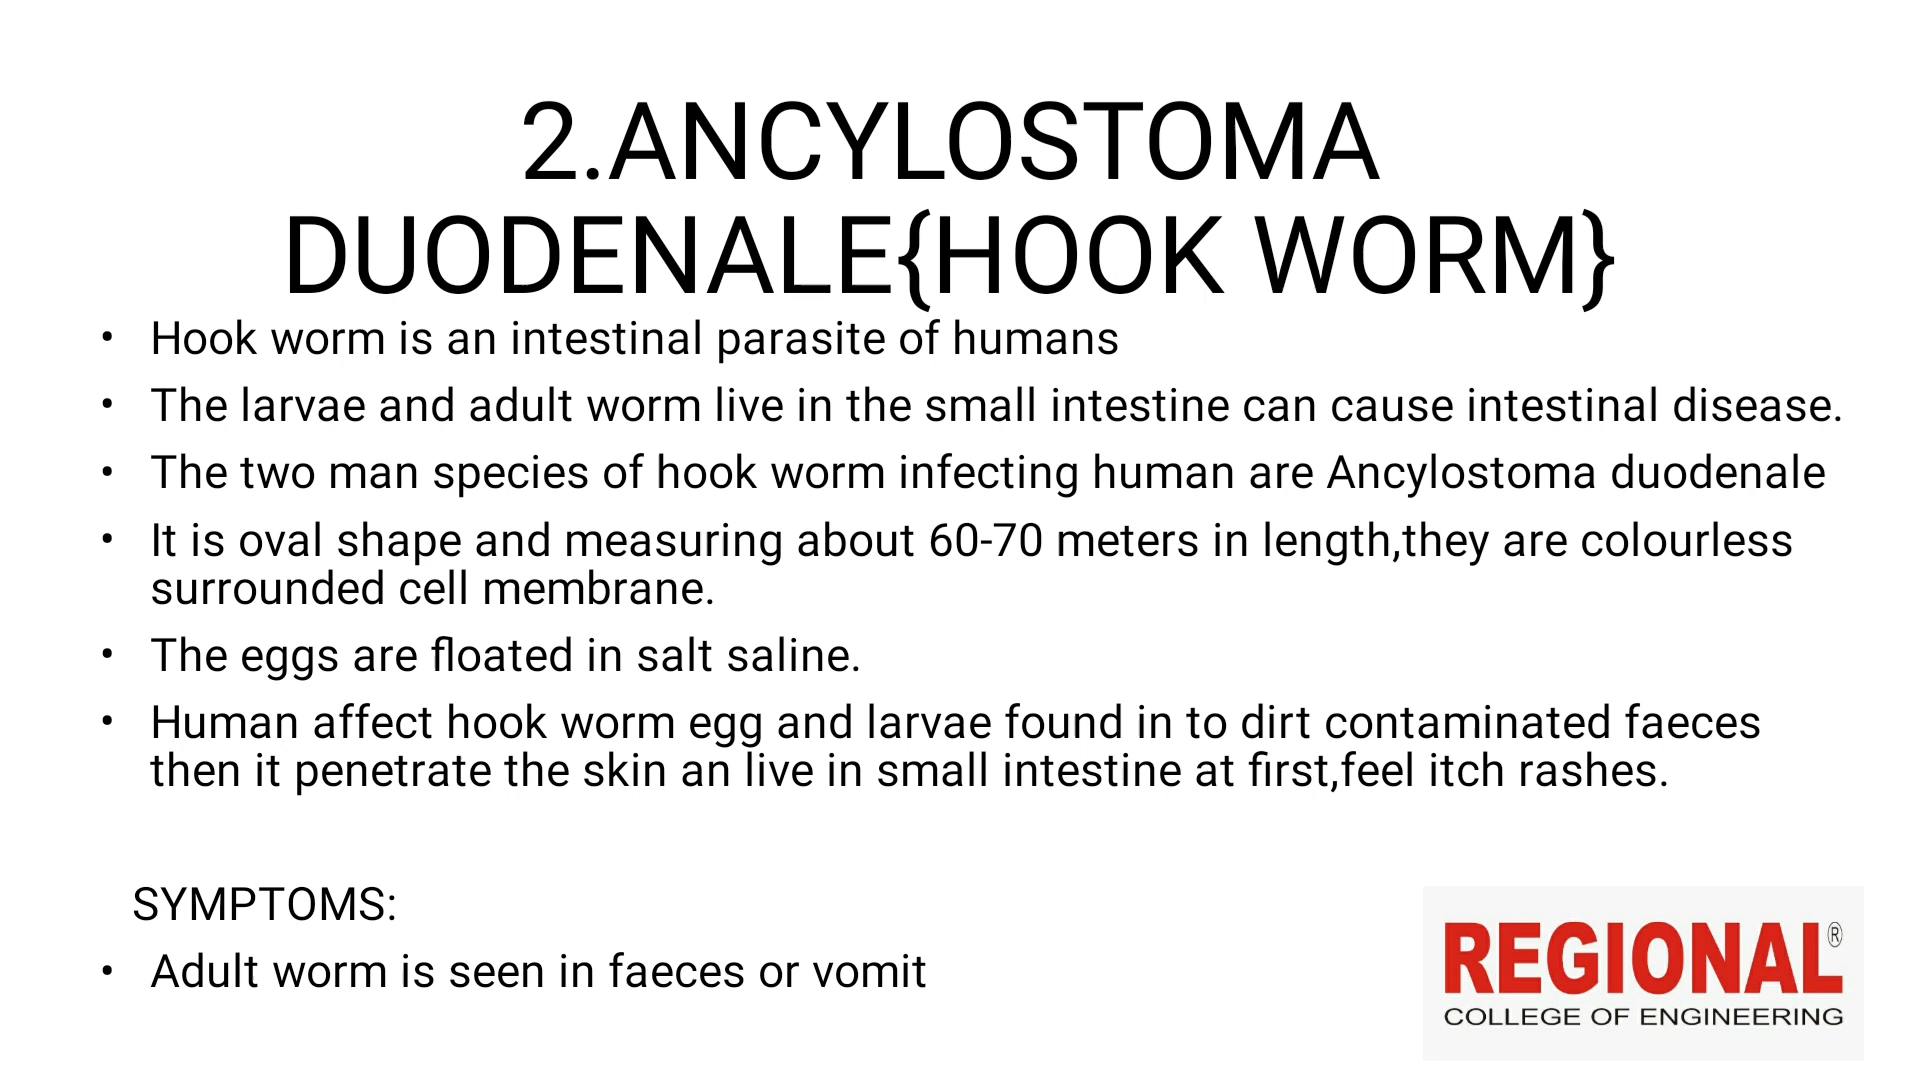 2.ANCYLOSTOMA
DUODENALE{HOOK WORM}
• Hook worm is an intestinal parasite of humans
• The larvae and adult worm live in the small intestine can cause intestinal disease.
• The two man species of hook worm infecting human are Ancylostoma duodenale
• It is oval shape and measuring about 60-70 meters in length,they are colourless
surrounded cell membrane.
• The eggs are floated in salt saline.
• Human affect hook worm egg and larvae found in to dirt contaminated faeces
then it penetrate the skin an live in small intestine at first,feel itch rashes.
SYMPTOMS:
• Adult worm is seen in faeces or vomit
REGIONAL®
COLLEGE OF ENGINEERING